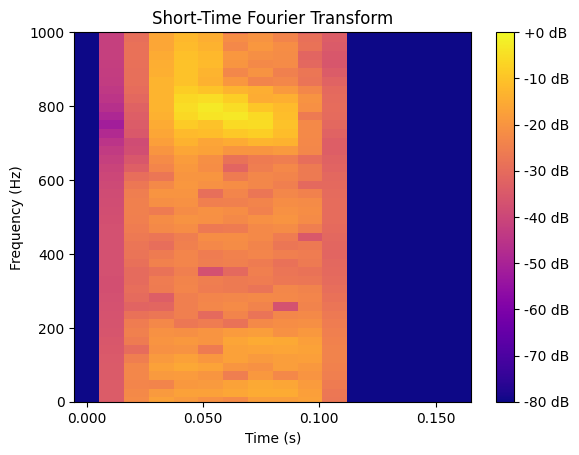 Short-Time Fourier Transform
1000
800
600
400
200
0
Frequency (Hz)
0.000
0.050
0.100
0.150
Time (s)
+0 dB
-10 dB
-20 dB
-30 dB
-40 dB
-50 dB
-60 dB
-70 dB
-80 dB